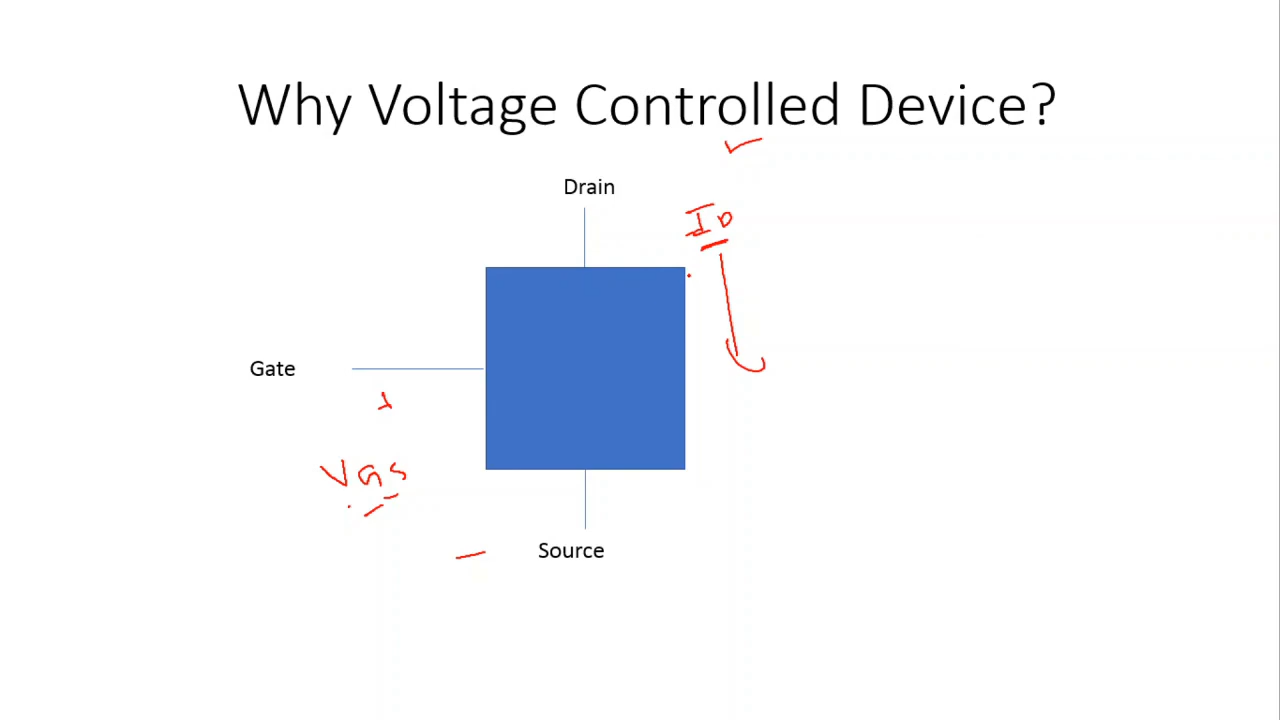 Why Voltage Controlled Device?
Drain
ID
Gate
+
VGS
–
Source